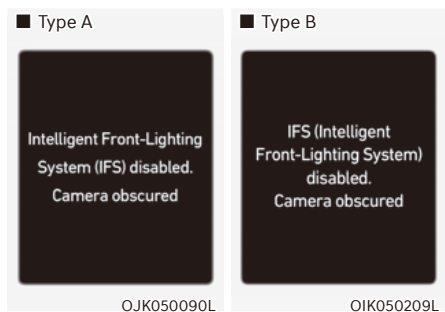 ■ Type A
Intelligent Front-Lighting
System (IFS) disabled.
Camera obscured
OJK050090L
■ Type B
IFS (Intelligent
Front-Lighting System)
disabled.
Camera obscured
OIK050209L